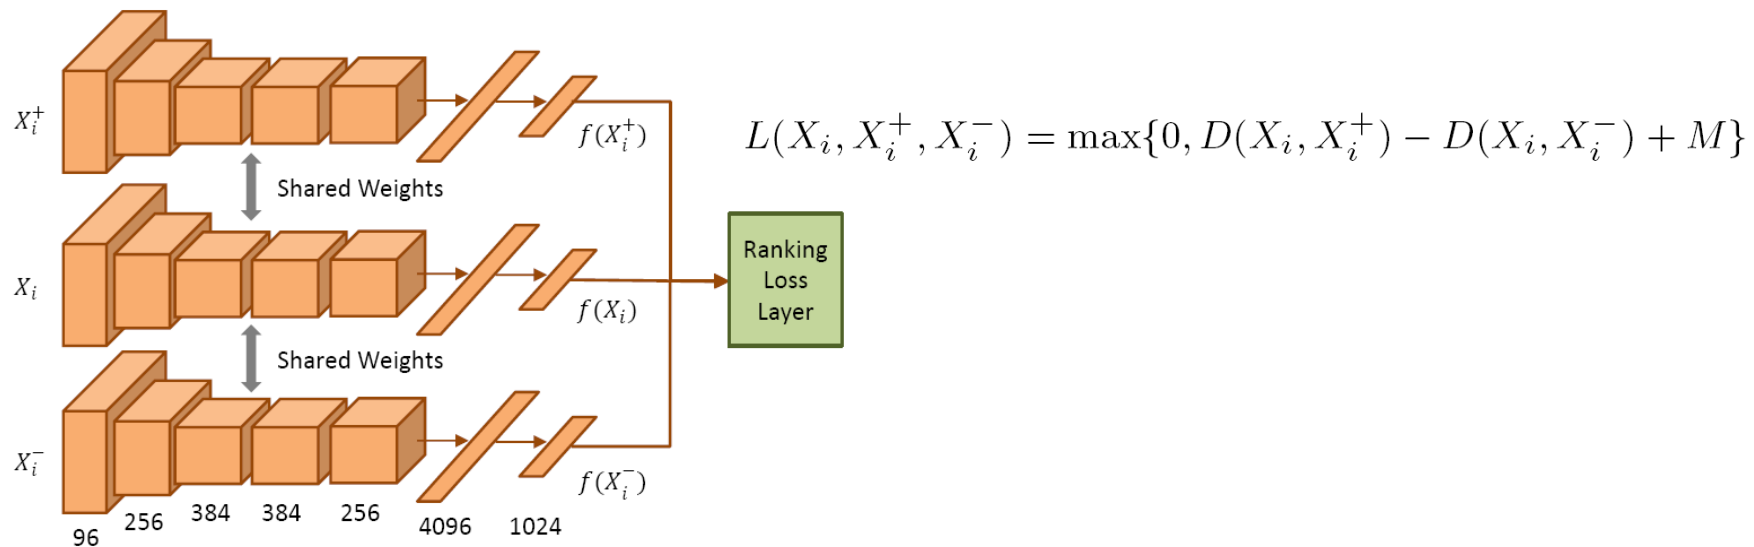 X_i^+
f(X_i^+)
L(X_i, X_i^+, X_i^-) = max{0, D(X_i, X_i^+) − D(X_i, X_i^-) + M}
Shared Weights
X_i
f(X_i)
Ranking
Loss
Layer
Shared Weights
X_i^-
f(X_i^-)
96 256 384 384 256 4096 1024